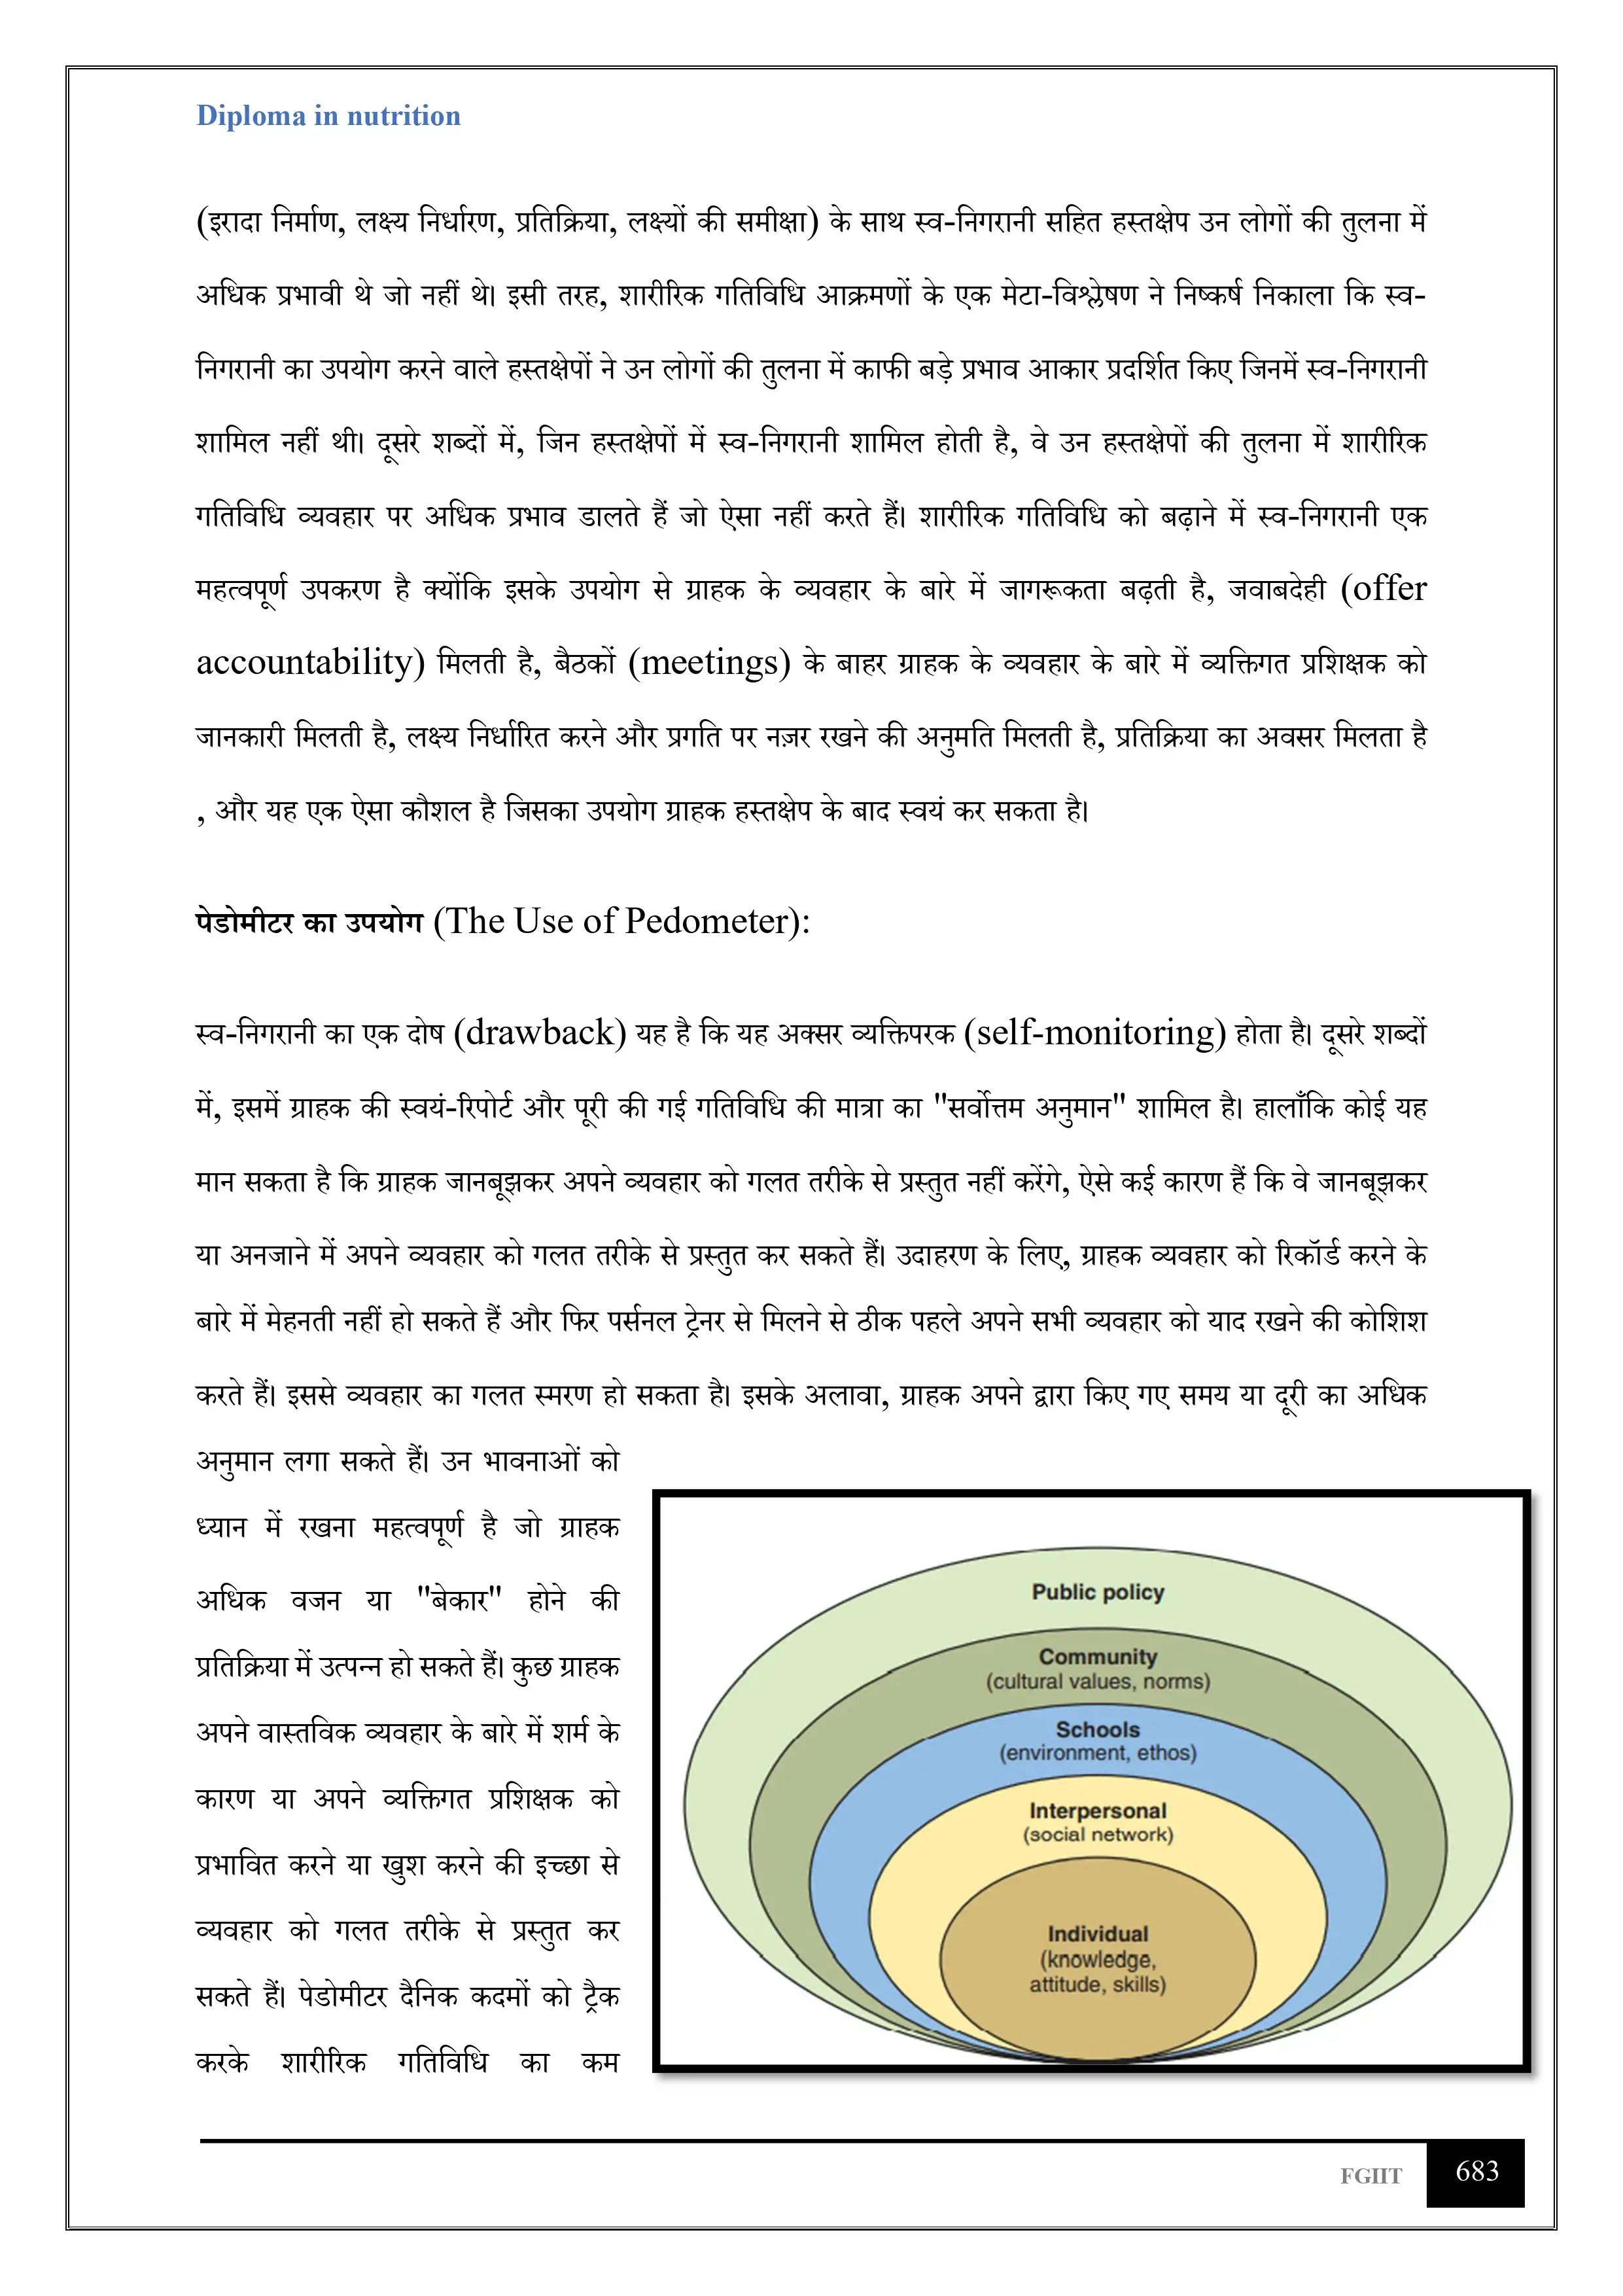 Diploma in nutrition
(इरादा निर्माण, लक्ष्य निर्धारण, प्रतिक्रिया, लक्ष्यों की समीक्षा) के साथ स्व-निगरानी सहित हस्तक्षेप उन लोगों की तुलना में
अधिक प्रभावी थे जो नहीं थे। इसी तरह, शारीरिक गतिविधि आक्रमणों के एक मेटा-विश्लेषण ने निष्कर्ष निकाला कि स्व-
निगरानी का उपयोग करने वाले हस्तक्षेपों ने उन लोगों की तुलना में काफी बड़े प्रभाव आकार प्रदर्शित किए जिनमें स्व-निगरानी
शामिल नहीं थी। दूसरे शब्दों में, जिन हस्तक्षेपों में स्व-निगरानी शामिल होती है, वे उन हस्तक्षेपों की तुलना में शारीरिक
गतिविधि व्यवहार पर अधिक प्रभाव डालते हैं जो ऐसा नहीं करते हैं। शारीरिक गतिविधि को बढ़ाने में स्व-निगरानी एक
महत्वपूर्ण उपकरण है क्योंकि इसके उपयोग से ग्राहक के व्यवहार के बारे में जागरूकता बढ़ती है, जवाबदेही (offer
accountability) मिलती है, बैठकों (meetings) के बाहर ग्राहक के व्यवहार के बारे में व्यक्तिगत प्रशिक्षक को
जानकारी मिलती है, लक्ष्य निर्धारित करने और प्रगति पर नज़र रखने की अनुमति मिलती है, प्रतिक्रिया का अवसर मिलता है
, और यह एक ऐसा कौशल है जिसका उपयोग ग्राहक हस्तक्षेप के बाद स्वयं कर सकता है।
पेडोमीटर का उपयोग (The Use of Pedometer):
स्व-निगरानी का एक दोष (drawback) यह है कि यह अक्सर व्यक्तिपरक (self-monitoring) होता है। दूसरे शब्दों
में, इसमें ग्राहक की स्वयं-रिपोर्ट और पूरी की गई गतिविधि की मात्रा का "सर्वोत्तम अनुमान" शामिल है। हालाँकि कोई यह
मान सकता है कि ग्राहक जानबूझकर अपने व्यवहार को गलत तरीके से प्रस्तुत नहीं करेंगे, ऐसे कई कारण हैं कि वे जानबूझकर
या अनजाने में अपने व्यवहार को गलत तरीके से प्रस्तुत कर सकते हैं। उदाहरण के लिए, ग्राहक व्यवहार को रिकॉर्ड करने के
बारे में मेहनती नहीं हो सकते हैं और फिर पर्सनल ट्रेनर से मिलने से ठीक पहले अपने सभी व्यवहार को याद रखने की कोशिश
करते हैं। इससे व्यवहार का गलत स्मरण हो सकता है। इसके अलावा, ग्राहक अपने द्वारा किए गए समय या दूरी का अधिक
अनुमान लगा सकते हैं। उन भावनाओं को
ध्यान में रखना महत्वपूर्ण है जो ग्राहक
अधिक वजन या "बेकार" होने की
प्रतिक्रिया में उत्पन्न हो सकते हैं। कुछ ग्राहक
अपने वास्तविक व्यवहार के बारे में शर्म के
कारण या अपने व्यक्तिगत प्रशिक्षक को
प्रभावित करने या खुश करने की इच्छा से
व्यवहार को गलत तरीके से प्रस्तुत कर
सकते हैं। पेडोमीटर दैनिक कदमों को ट्रैक
करके शारीरिक गतिविधि का कम
Public policy
Community
(cultural values, norms)
Schools
(environment, ethos)
Interpersonal
(social network)
Individual
(knowledge,
attitude, skills)
FGIIT
683